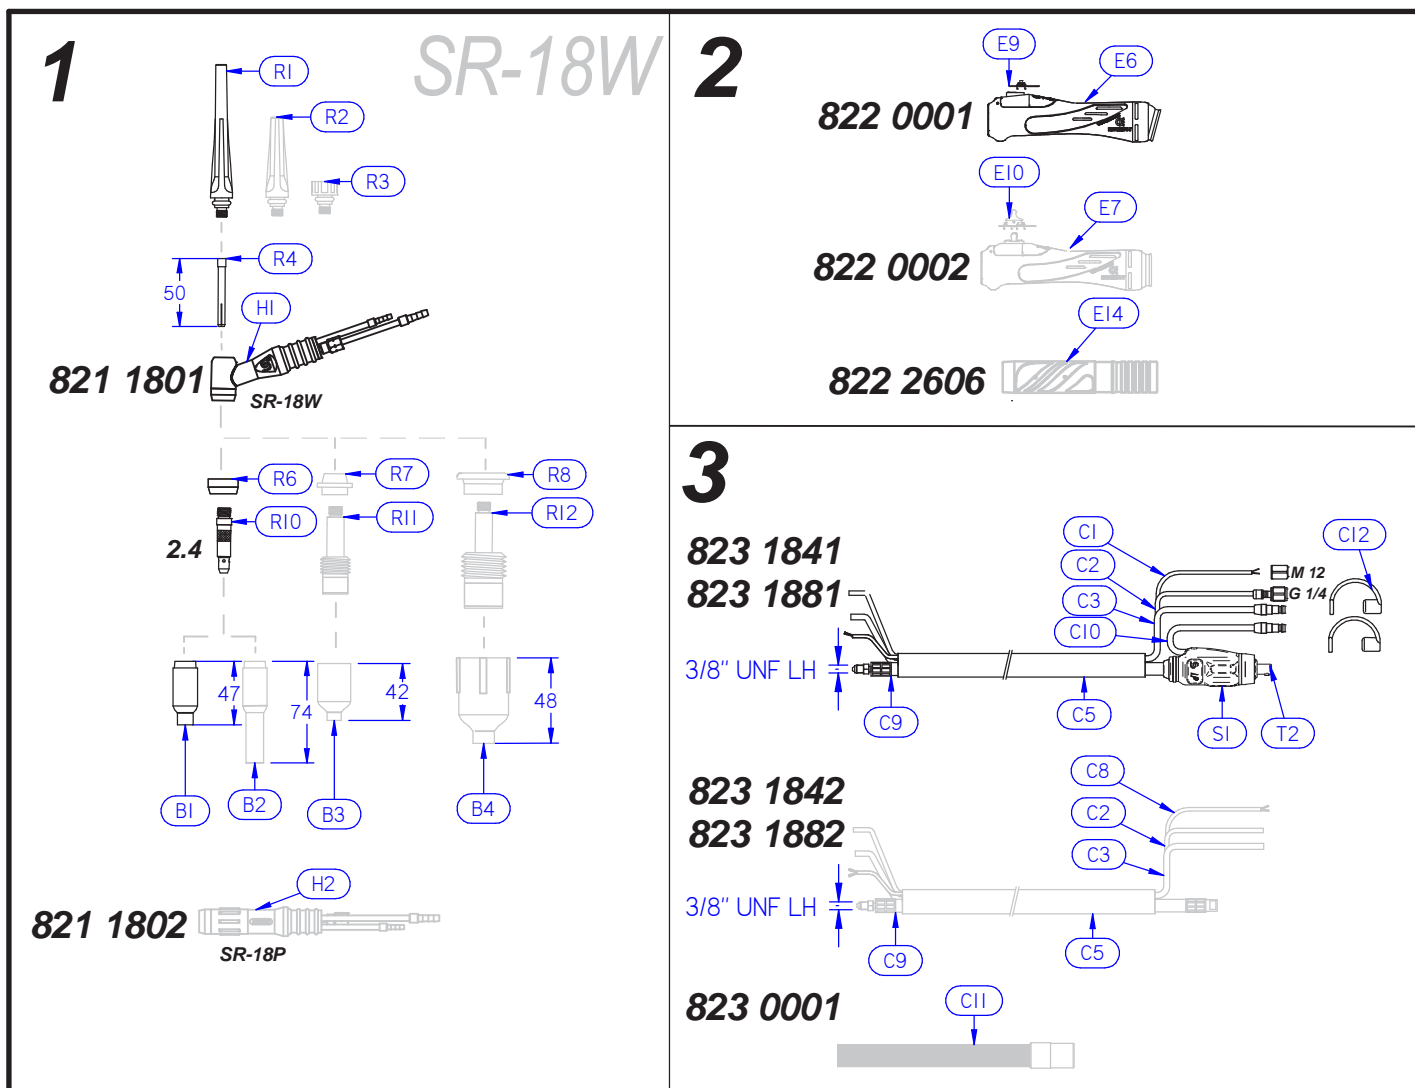 1
SR-18W
R1
R2
R3
R4
50
H1
821 1801
SR-18W
R6
R7
R8
R10
R11
R12
2.4
47
74
42
48
B1
B2
B3
B4
H2
821 1802
SR-18P
2
E9
E6
822 0001
E10
E7
822 0002
E14
822 2606
3
823 1841
823 1881
C1
C2
C3
C10
M 12
G 1/4
C12
3/8" UNF LH
C9
C5
S1
T2
823 1842
823 1882
C8
C2
C3
3/8" UNF LH
C9
C5
823 0001
C11